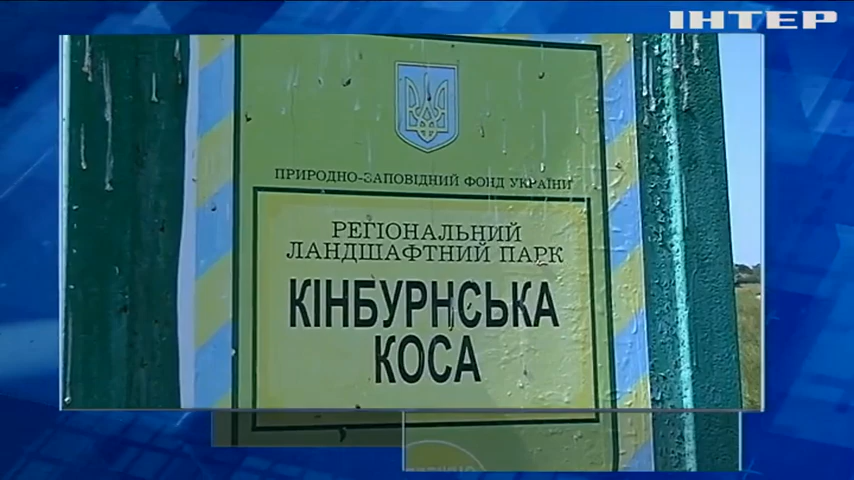 ІНТЕР
ПРИРОДНО-ЗАПОВІДНИЙ ФОНД УКРАЇНИ
РЕГІОНАЛЬНИЙ
ЛАНДШАФТНИЙ ПАРК
КІНБУРНСЬКА
КОСА